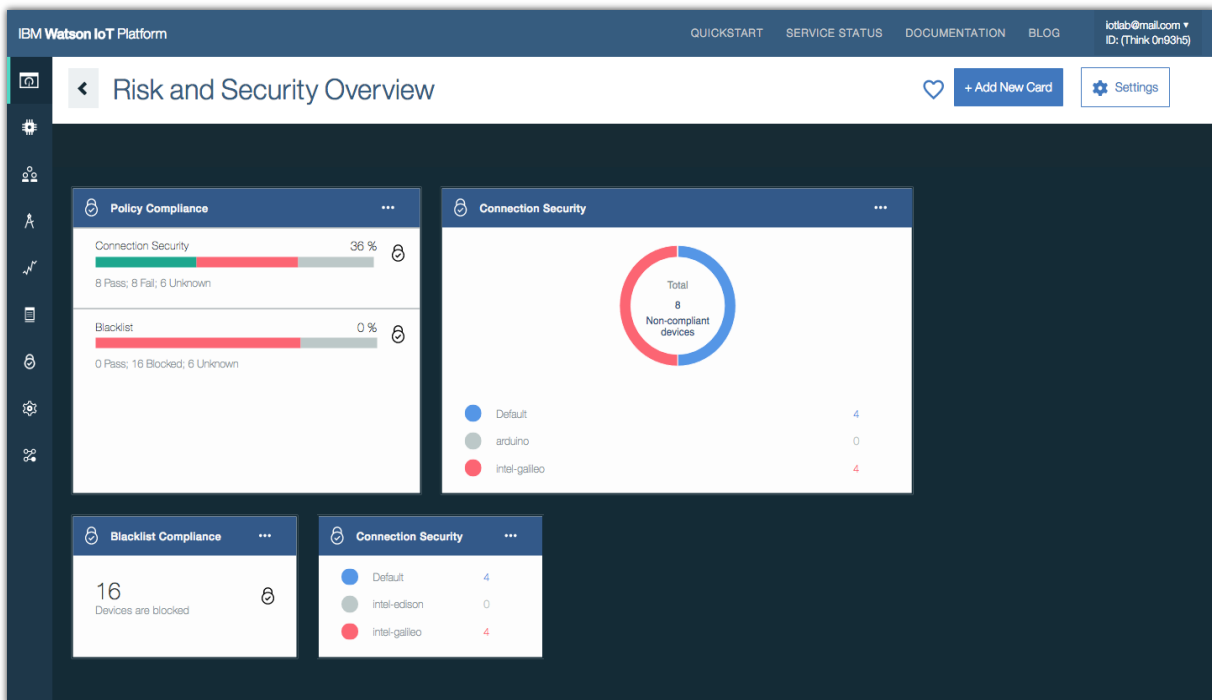 IBM Watson IoT Platform
QUICKSTART SERVICE STATUS DOCUMENTATION BLOG
iotlab@mail.com ▾
ID: (Think 0n93h5)
Risk and Security Overview
+ Add New Card
Settings
Policy Compliance
Connection Security 36 %
8 Pass; 8 Fail; 6 Unknown
Blacklist 0 %
0 Pass; 16 Blocked; 6 Unknown
Connection Security
Total
8
Non-compliant
devices
Default 4
arduino 0
intel-galileo 4
Blacklist Compliance
16
Devices are blocked
Connection Security
Default 4
intel-edison 0
intel-galileo 4